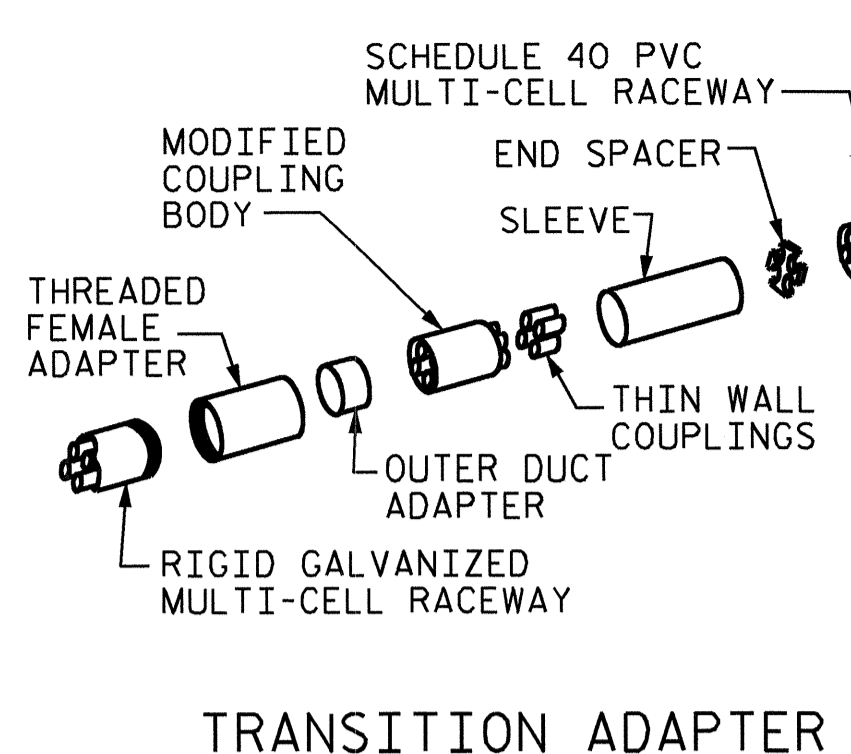 SCHEDULE 40 PVC
MULTI-CELL RACEWAY
MODIFIED
COUPLING
BODY
END SPACER
SLEEVE
THREADED
FEMALE
ADAPTER
THIN WALL
COUPLINGS
OUTER DUCT
ADAPTER
RIGID GALVANIZED
MULTI-CELL RACEWAY
TRANSITION ADAPTER